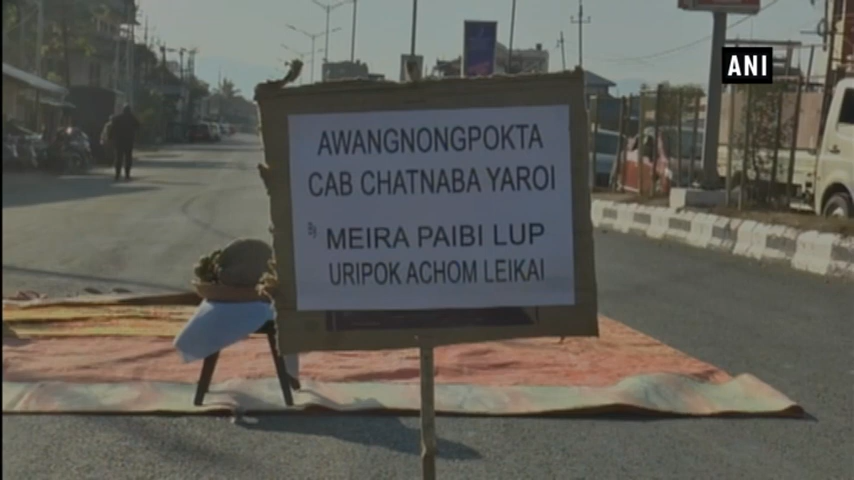 ANI
AWANGNONGPOKTA
CAB CHATNABA YAROI
By
MEIRA PAIBI LUP
URIPOK ACHOM LEIKAI